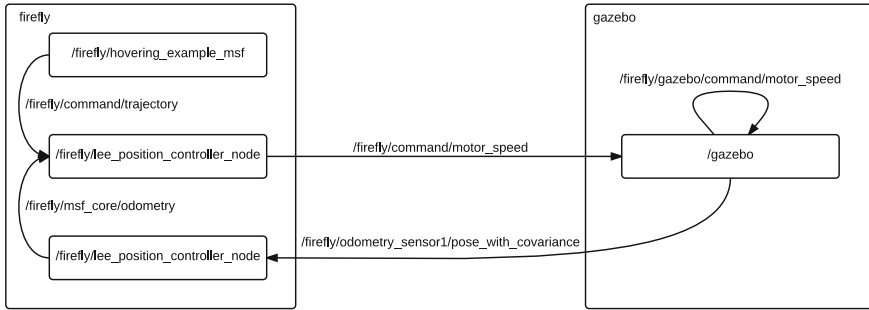 firefly
gazebo
/firefly/hovering_example_msf
/firefly/gazebo/command/motor_speed
/firefly/command/trajectory
/firefly/lee_position_controller_node
/firefly/command/motor_speed
/gazebo
/firefly/msf_core/odometry
/firefly/odometry_sensor1/pose_with_covariance
/firefly/lee_position_controller_node